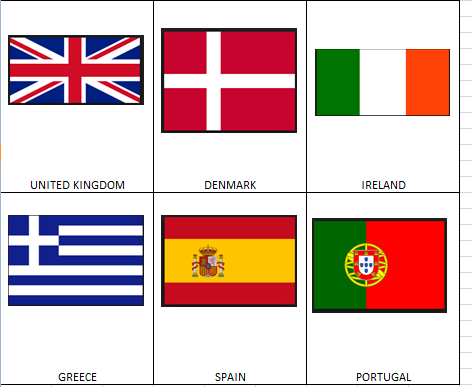 UNITED KINGDOM
DENMARK
IRELAND
GREECE
SPAIN
PORTUGAL